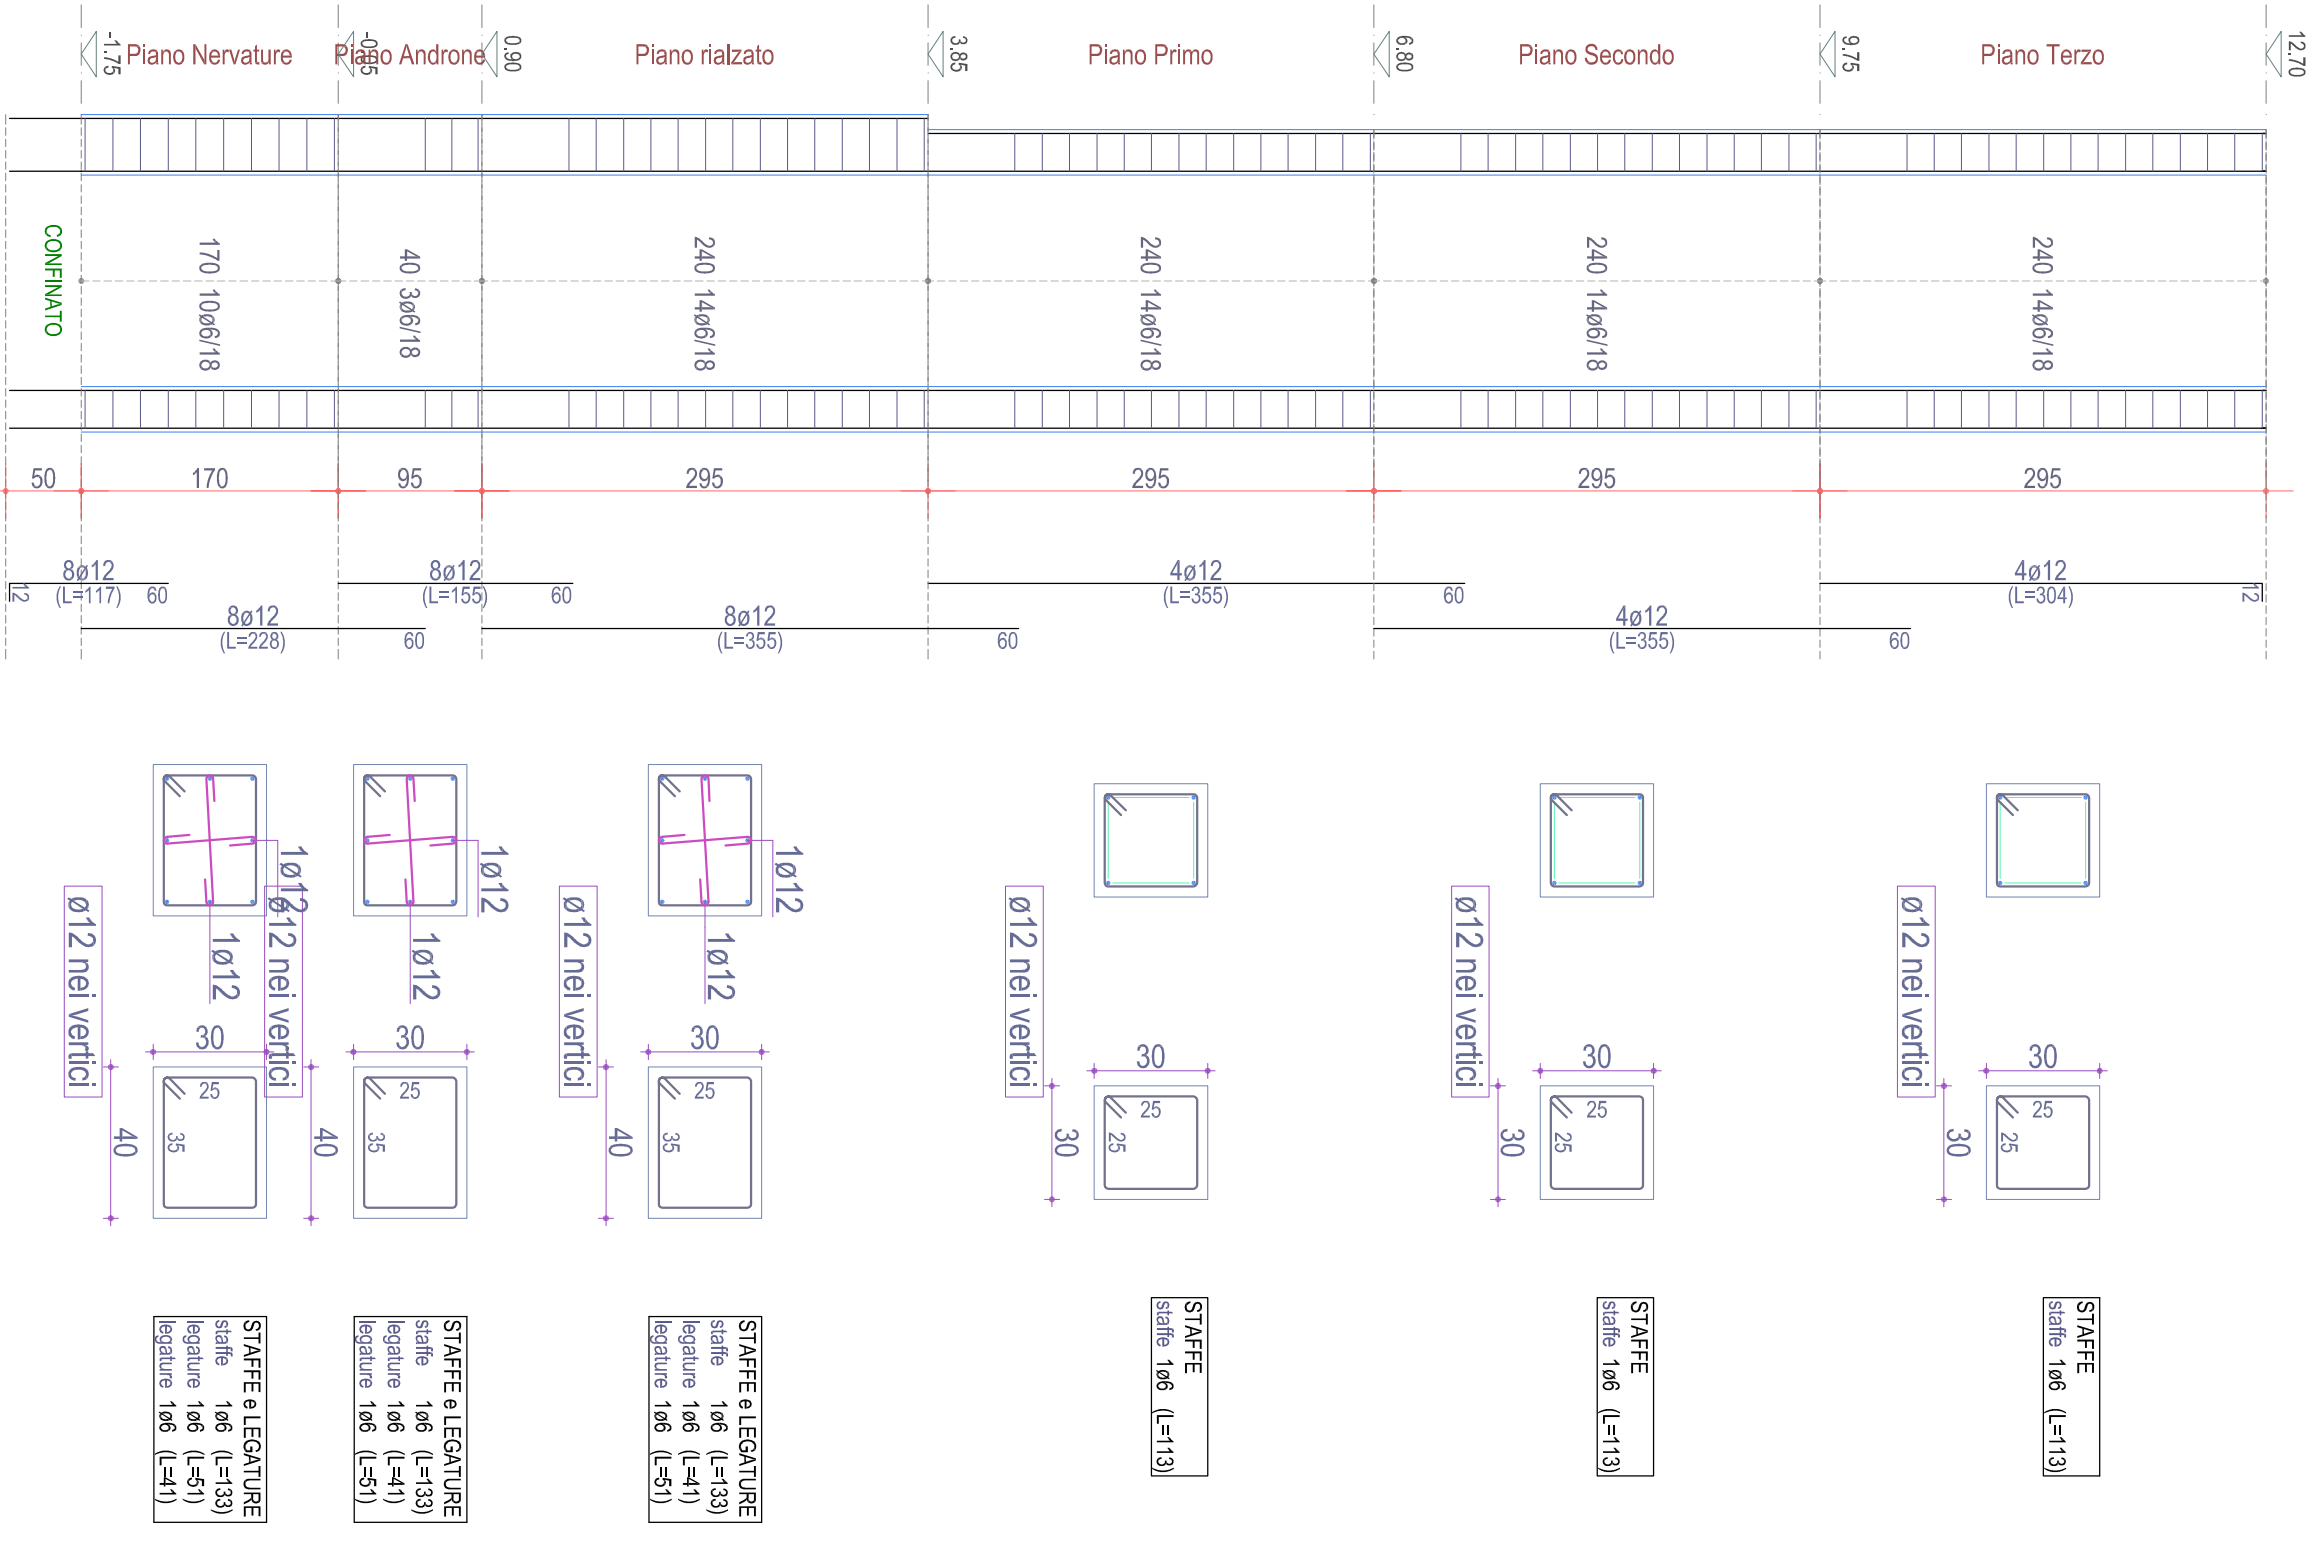 -1.75
Piano Nervature
-0.05
Piano Androne
0.90
Piano rialzato
3.85
Piano Primo
6.80
Piano Secondo
9.75
Piano Terzo
12.70
CONFINATO
170 10ø6/18
40 3ø6/18
240 14ø6/18
240 14ø6/18
240 14ø6/18
240 14ø6/18
50
170
95
295
295
295
295
8ø12
12
(L=117)
60
8ø12
(L=155)
60
4ø12
(L=355)
60
4ø12
(L=304)
12
8ø12
(L=228)
60
8ø12
(L=355)
60
4ø12
(L=355)
60
1ø12
1ø12
ø12 nei vertici
1ø12
1ø12
ø12 nei vertici
1ø12
1ø12
ø12 nei vertici
ø12 nei vertici
ø12 nei vertici
ø12 nei vertici
30
25
35
40
30
25
35
40
30
25
35
40
30
25
25
30
30
25
25
30
30
25
25
30
STAFFE e LEGATURE
staffe 1ø6 (L=133)
legature 1ø6 (L=51)
legature 1ø6 (L=41)
STAFFE e LEGATURE
staffe 1ø6 (L=133)
legature 1ø6 (L=41)
legature 1ø6 (L=51)
STAFFE e LEGATURE
staffe 1ø6 (L=133)
legature 1ø6 (L=41)
legature 1ø6 (L=51)
STAFFE
staffe 1ø6 (L=113)
STAFFE
staffe 1ø6 (L=113)
STAFFE
staffe 1ø6 (L=113)